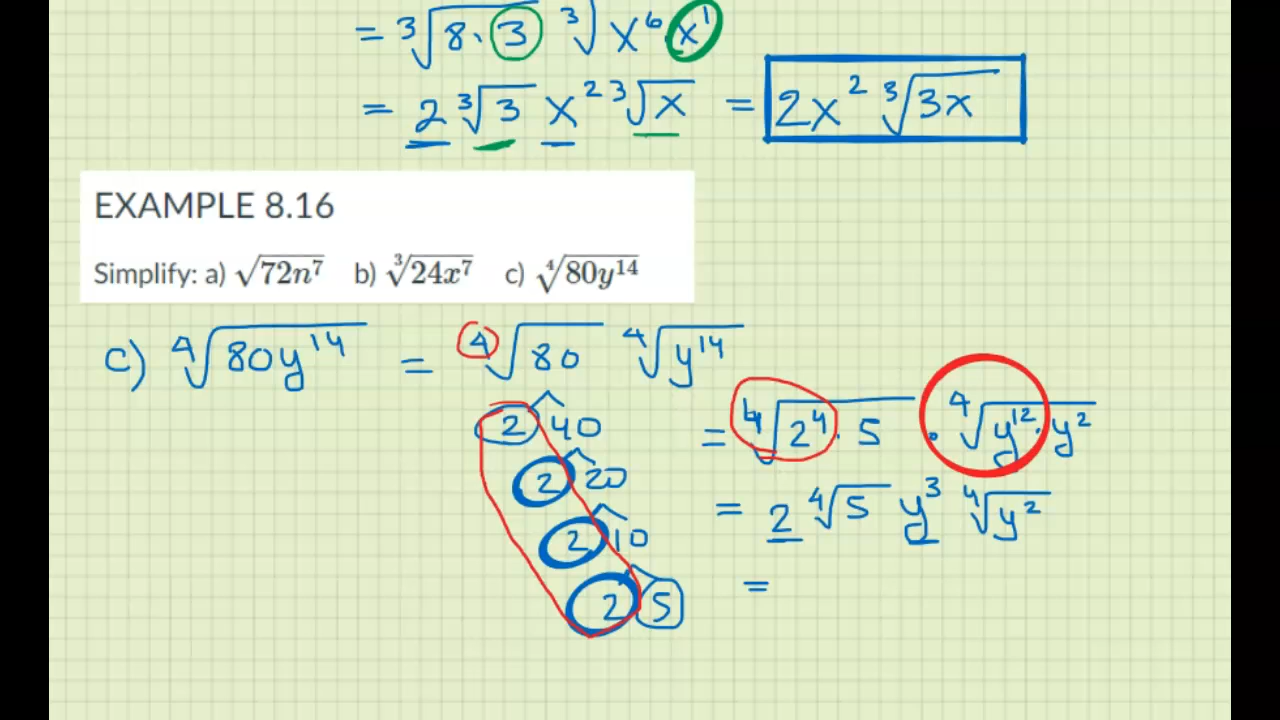 = ∛8·3 ∛x⁶·x¹
= 2 ∛3 x² ∛x = 2x² ∛3x
EXAMPLE 8.16
Simplify: a) √72n⁷ b) ∛24x⁷ c) ∜80y¹⁴
c) ∜80y¹⁴ = ∜80 ∜y¹⁴
2 40 = ∜2⁴·5 · ∜y¹²·y²
2 20
= 2 ∜5 y³ ∜y²
2 10
=
2 5